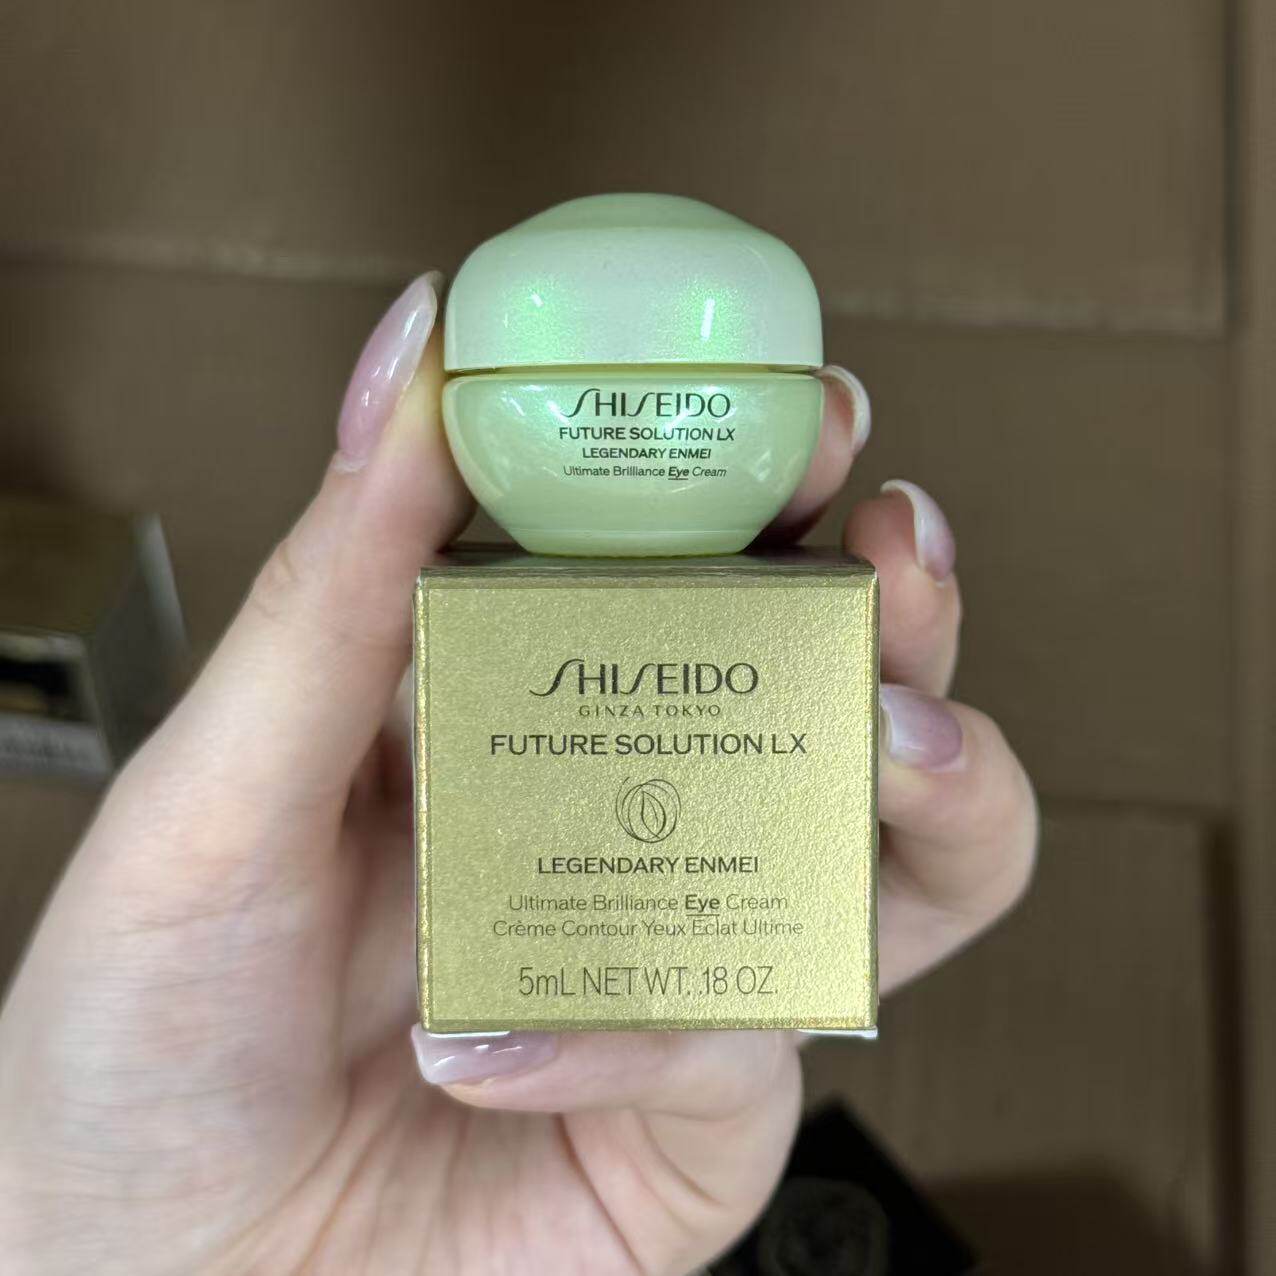 SHISEIDO
FUTURE SOLUTION LX
LEGENDARY ENMEI
Ultimate Brilliance Eye Cream
SHISEIDO
GINZA TOKYO
FUTURE SOLUTION LX
LEGENDARY ENMEI
Ultimate Brilliance Eye Cream
Crème Contour Yeux Éclat Ultime
5mL NET WT. .18 OZ.